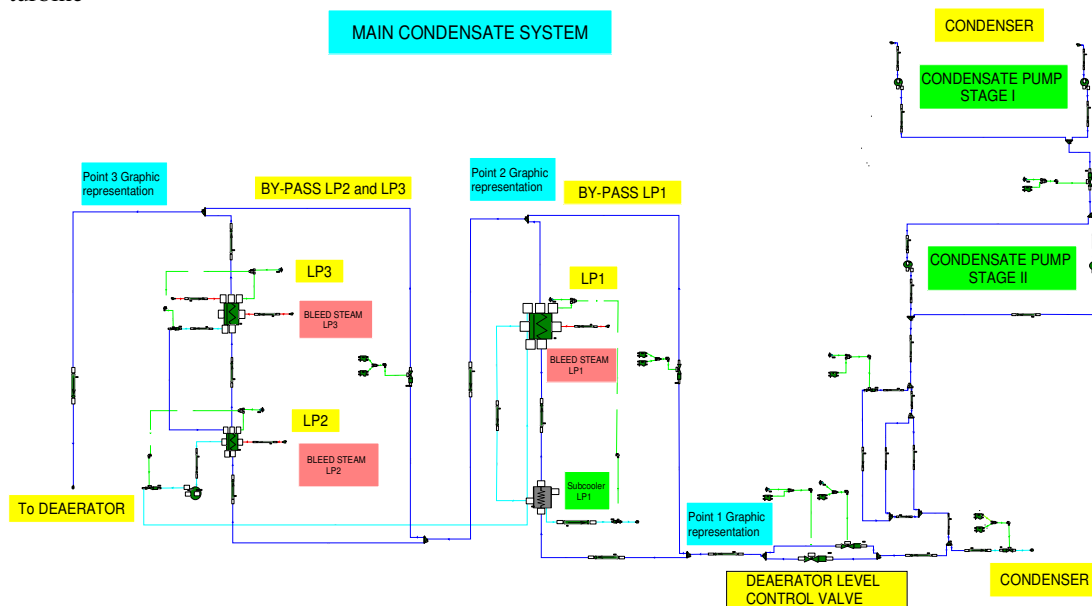 turbine
MAIN CONDENSATE SYSTEM
CONDENSER
CONDENSATE PUMP
STAGE I
Point 3 Graphic
representation
BY-PASS LP2 and LP3
Point 2 Graphic
representation
BY-PASS LP1
CONDENSATE PUMP
STAGE II
LP3
LP1
BLEED STEAM
LP3
BLEED STEAM
LP1
LP2
BLEED STEAM
LP2
Subcooler
LP1
To DEAERATOR
Point 1 Graphic
representation
DEAERATOR LEVEL
CONTROL VALVE
CONDENSER